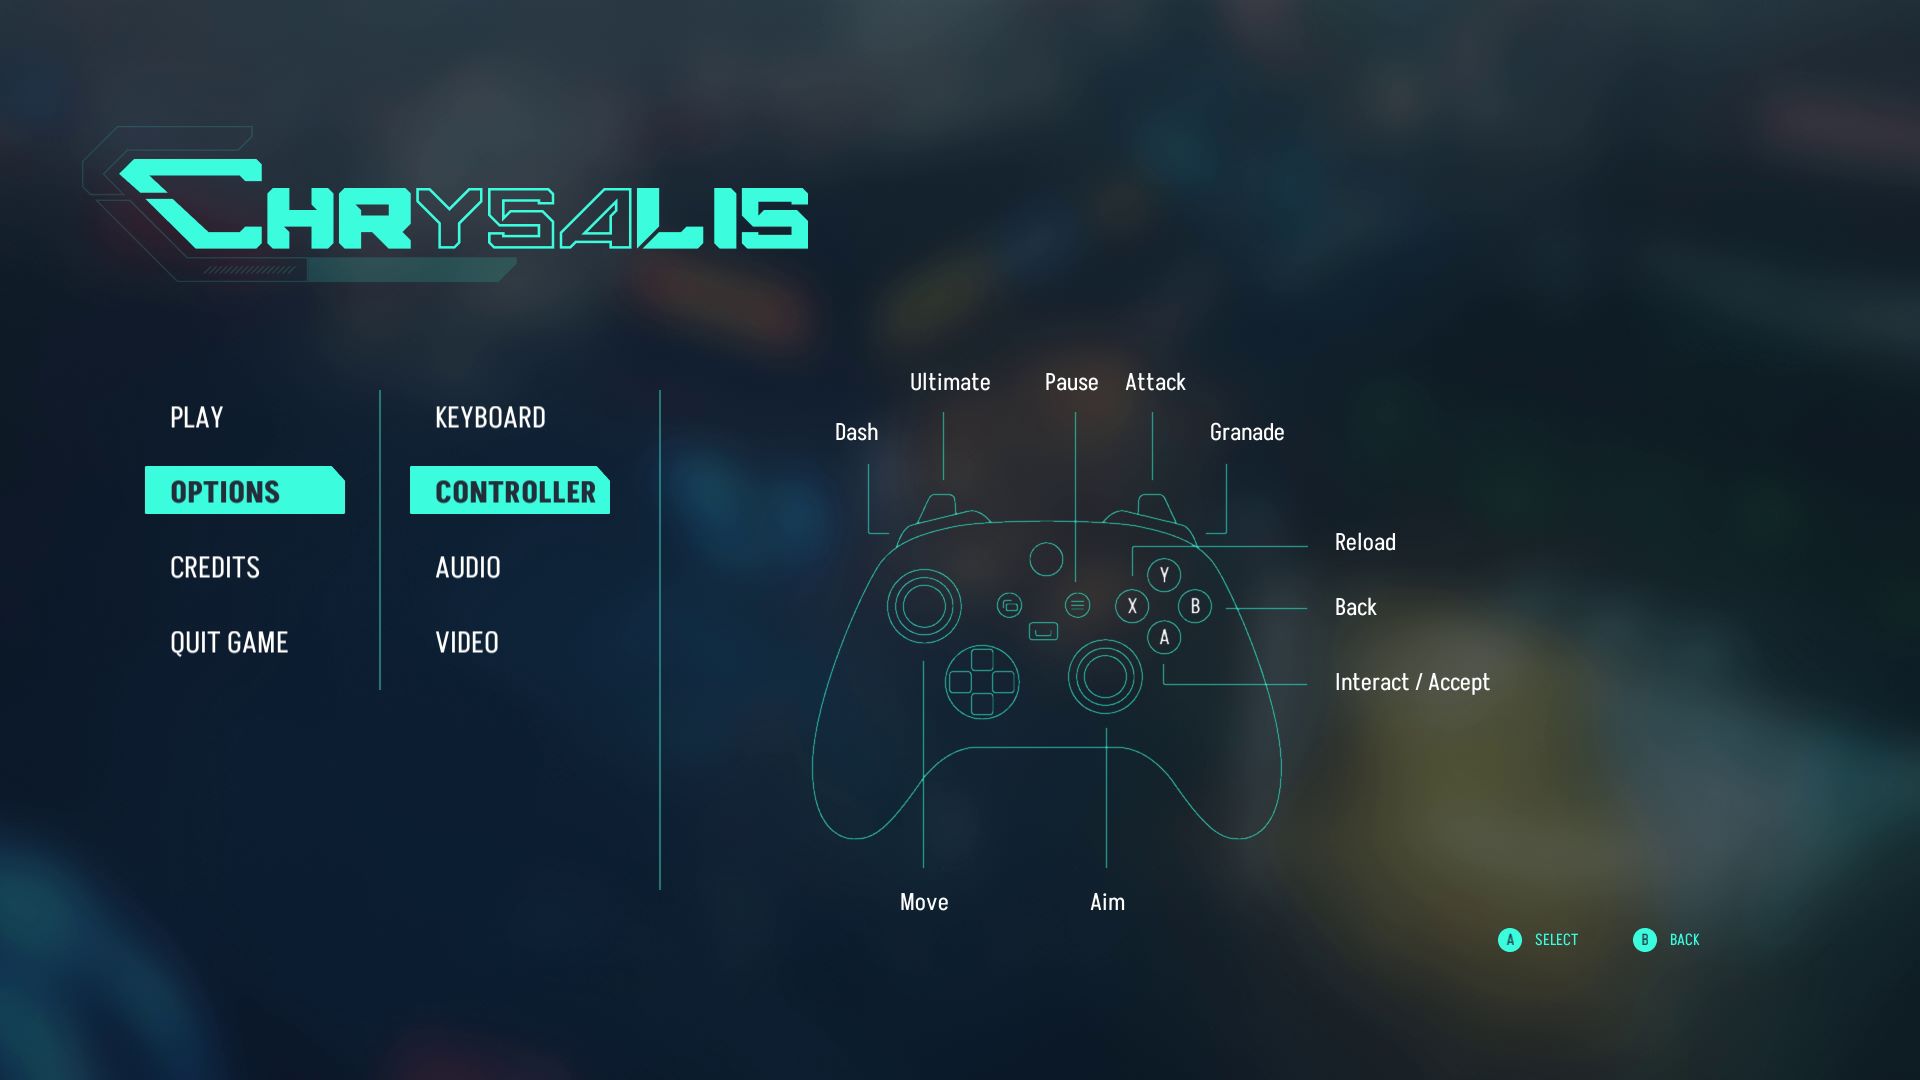 CHRYSALIS
PLAY
OPTIONS
CREDITS
QUIT GAME
KEYBOARD
CONTROLLER
AUDIO
VIDEO
Ultimate
Pause
Attack
Dash
Granade
Reload
Back
Interact / Accept
Y
X
B
A
Move
Aim
A SELECT
B BACK